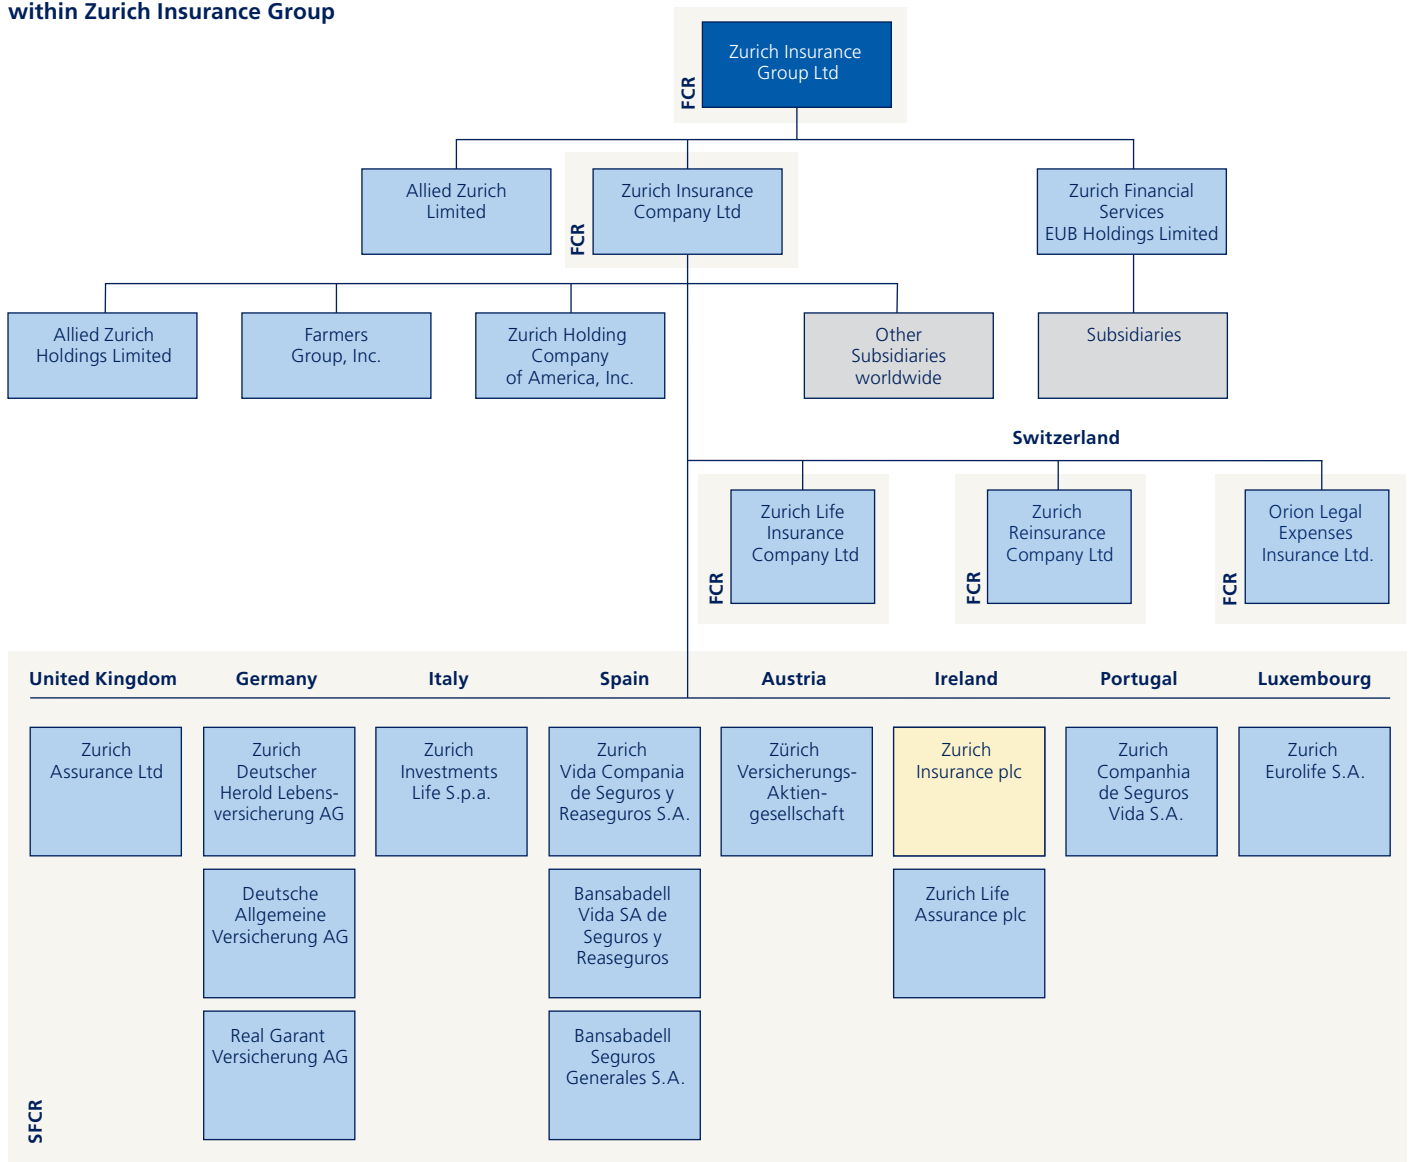 within Zurich Insurance Group
Zurich Insurance
Group Ltd
FCR
Allied Zurich
Limited
Zurich Insurance
Company Ltd
FCR
Zurich Financial
Services
EUB Holdings Limited
Allied Zurich
Holdings Limited
Farmers
Group, Inc.
Zurich Holding
Company
of America, Inc.
Other
Subsidiaries
worldwide
Subsidiaries
Switzerland
Zurich Life
Insurance
Company Ltd
FCR
Zurich
Reinsurance
Company Ltd
FCR
Orion Legal
Expenses
Insurance Ltd.
FCR
United Kingdom
Germany
Italy
Spain
Austria
Ireland
Portugal
Luxembourg
Zurich
Assurance Ltd
Zurich
Deutscher
Herold Lebens-
versicherung AG
Zurich
Investments
Life S.p.a.
Zurich
Vida Compania
de Seguros y
Reaseguros S.A.
Zürich
Versicherungs-
Aktien-
gesellschaft
Zurich
Insurance plc
Zurich
Companhia
de Seguros
Vida S.A.
Zurich
Eurolife S.A.
Deutsche
Allgemeine
Versicherung AG
Bansabadell
Vida SA de
Seguros y
Reaseguros
Zurich Life
Assurance plc
Real Garant
Versicherung AG
Bansabadell
Seguros
Generales S.A.
SFCR